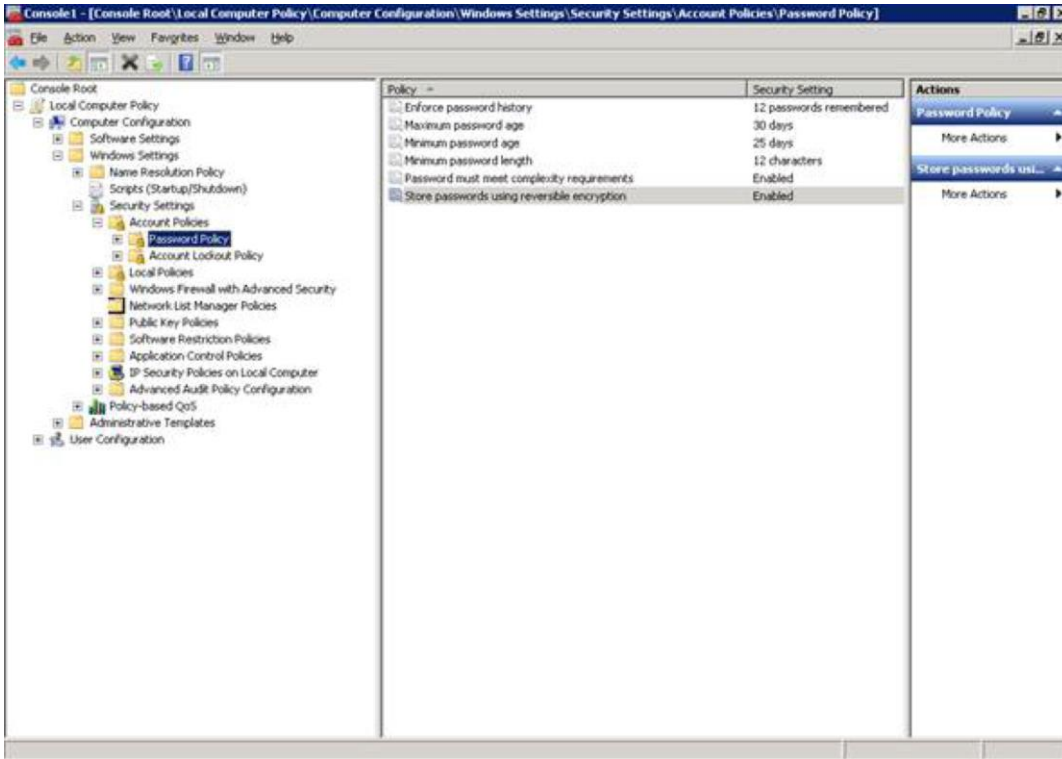 Console1 - [Console Root\Local Computer Policy\Computer Configuration\Windows Settings\Security Settings\Account Policies\Password Policy]
File Action View Favorites Window Help
Console Root
Local Computer Policy
Computer Configuration
Software Settings
Windows Settings
Name Resolution Policy
Scripts (Startup/Shutdown)
Security Settings
Account Policies
Password Policy
Account Lockout Policy
Local Policies
Windows Firewall with Advanced Security
Network List Manager Policies
Public Key Policies
Software Restriction Policies
Application Control Policies
IP Security Policies on Local Computer
Advanced Audit Policy Configuration
Policy-based QoS
Administrative Templates
User Configuration
Policy Security Setting
Enforce password history 12 passwords remembered
Maximum password age 30 days
Minimum password age 25 days
Minimum password length 12 characters
Password must meet complexity requirements Enabled
Store passwords using reversible encryption Enabled
Actions
Password Policy
More Actions
Store passwords usi...
More Actions